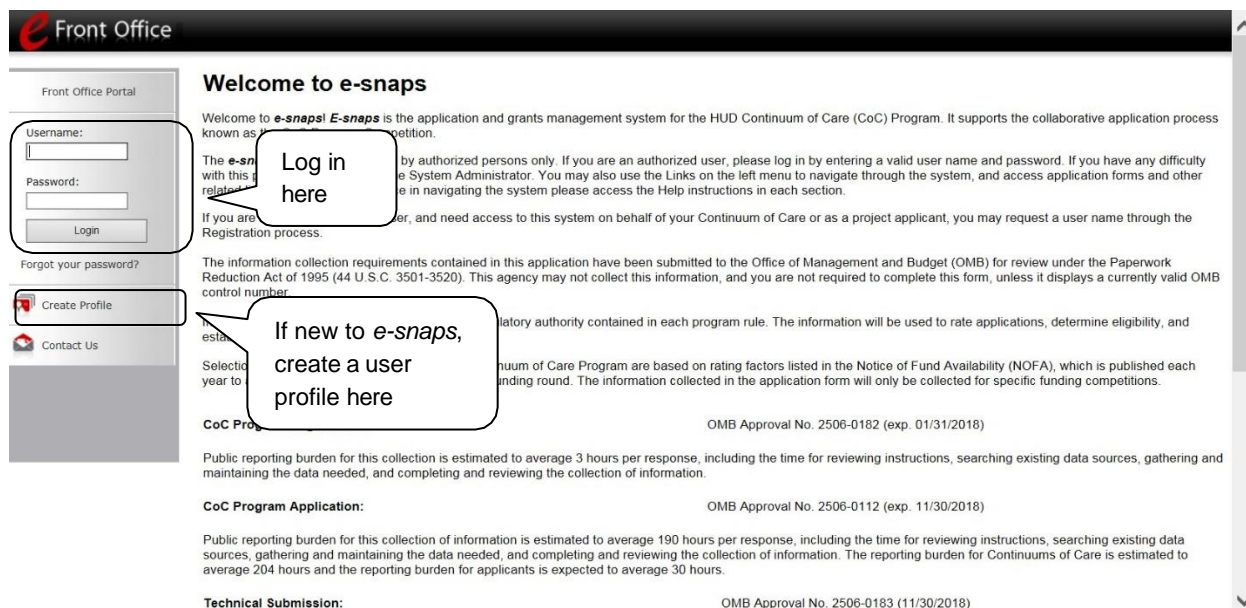 e Front Office
Front Office Portal
Username:
Password:
Login
Forgot your password?
Create Profile
Contact Us
Welcome to e-snaps
Welcome to e-snaps! E-snaps is the application and grants management system for the HUD Continuum of Care (CoC) Program. It supports the collaborative application process
known as
The e-sn by authorized persons only. If you are an authorized user, please log in by entering a valid user name and password. If you have any difficulty
with this e System Administrator. You may also use the Links on the left menu to navigate through the system, and access application forms and other
related e in navigating the system please access the Help instructions in each section.
If you are er, and need access to this system on behalf of your Continuum of Care or as a project applicant, you may request a user name through the
Registration process.
Log in
here
The information collection requirements contained in this application have been submitted to the Office of Management and Budget (OMB) for review under the Paperwork
Reduction Act of 1995 (44 U.S.C. 3501-3520). This agency may not collect this information, and you are not required to complete this form, unless it displays a currently valid OMB
control number.
latory authority contained in each program rule. The information will be used to rate applications, determine eligibility, and
esta
Selectio nuum of Care Program are based on rating factors listed in the Notice of Fund Availability (NOFA), which is published each
year to nding round. The information collected in the application form will only be collected for specific funding competitions.
If new to e-snaps,
create a user
profile here
CoC Prog OMB Approval No. 2506-0182 (exp. 01/31/2018)
Public reporting burden for this collection is estimated to average 3 hours per response, including the time for reviewing instructions, searching existing data sources, gathering and
maintaining the data needed, and completing and reviewing the collection of information.
CoC Program Application: OMB Approval No. 2506-0112 (exp. 11/30/2018)
Public reporting burden for this collection of information is estimated to average 190 hours per response, including the time for reviewing instructions, searching existing data
sources, gathering and maintaining the data needed, and completing and reviewing the collection of information. The reporting burden for Continuums of Care is estimated to
average 204 hours and the reporting burden for applicants is expected to average 30 hours.
Technical Submission: OMB Approval No. 2506-0183 (11/30/2018)